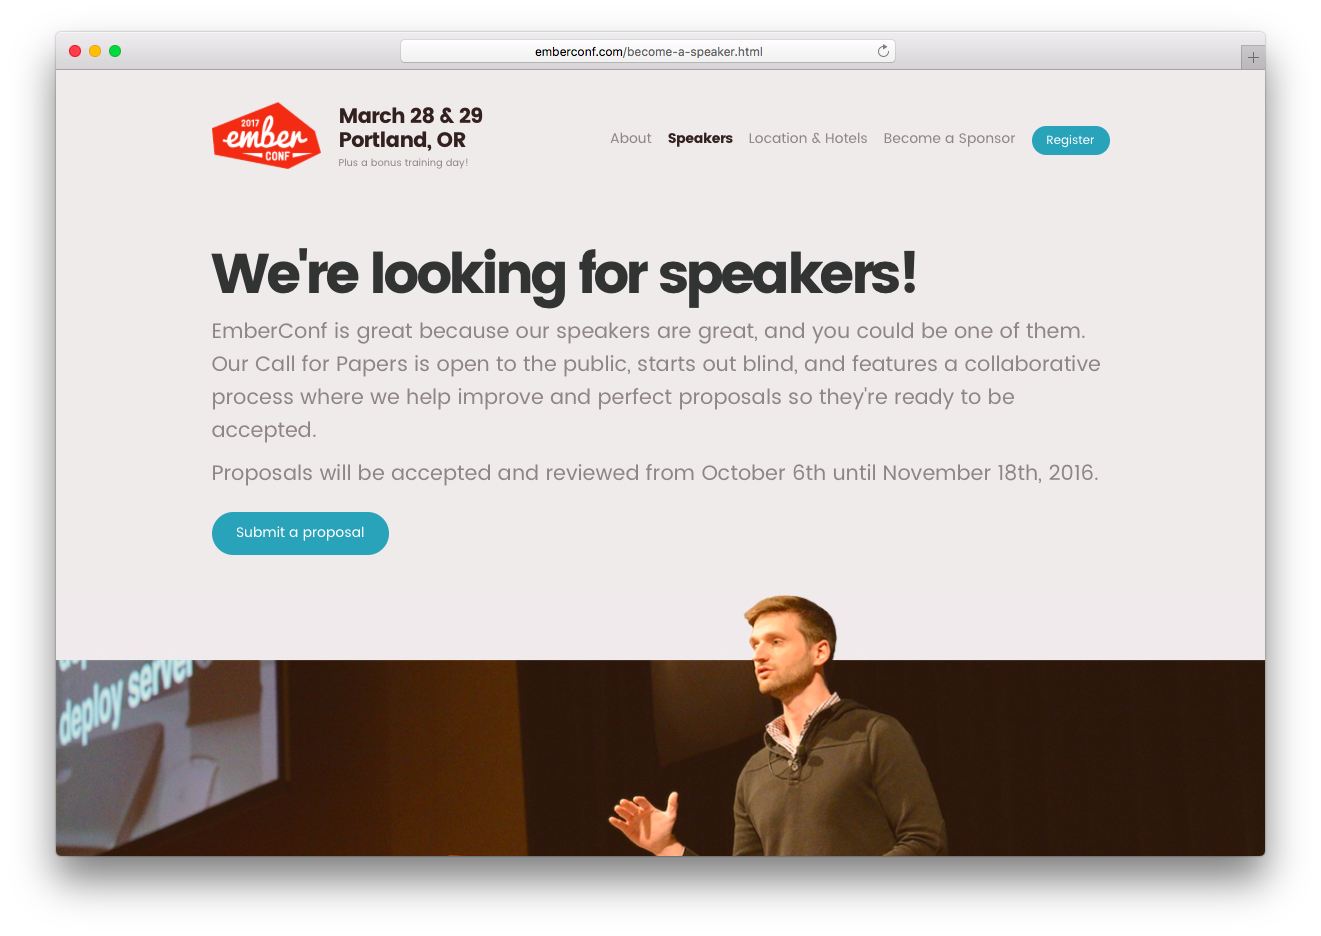 emberconf.com/become-a-speaker.html
2017
ember
CONF
March 28 & 29
Portland, OR
Plus a bonus training day!
About Speakers Location & Hotels Become a Sponsor Register
We're looking for speakers!
EmberConf is great because our speakers are great, and you could be one of them.
Our Call for Papers is open to the public, starts out blind, and features a collaborative
process where we help improve and perfect proposals so they're ready to be
accepted.
Proposals will be accepted and reviewed from October 6th until November 18th, 2016.
Submit a proposal
deploy server